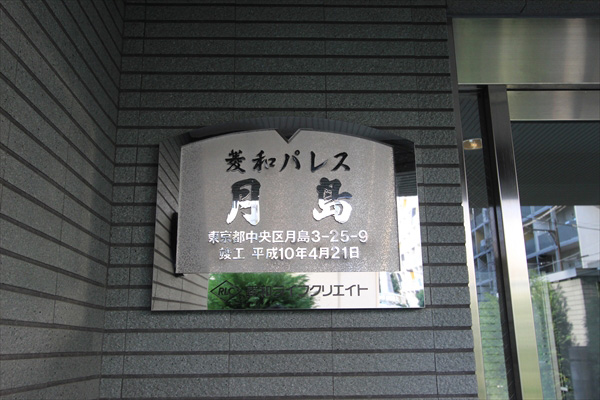 菱和パレス
月島
東京都中央区月島3-25-9
竣工 平成10年4月21日
クリエイト